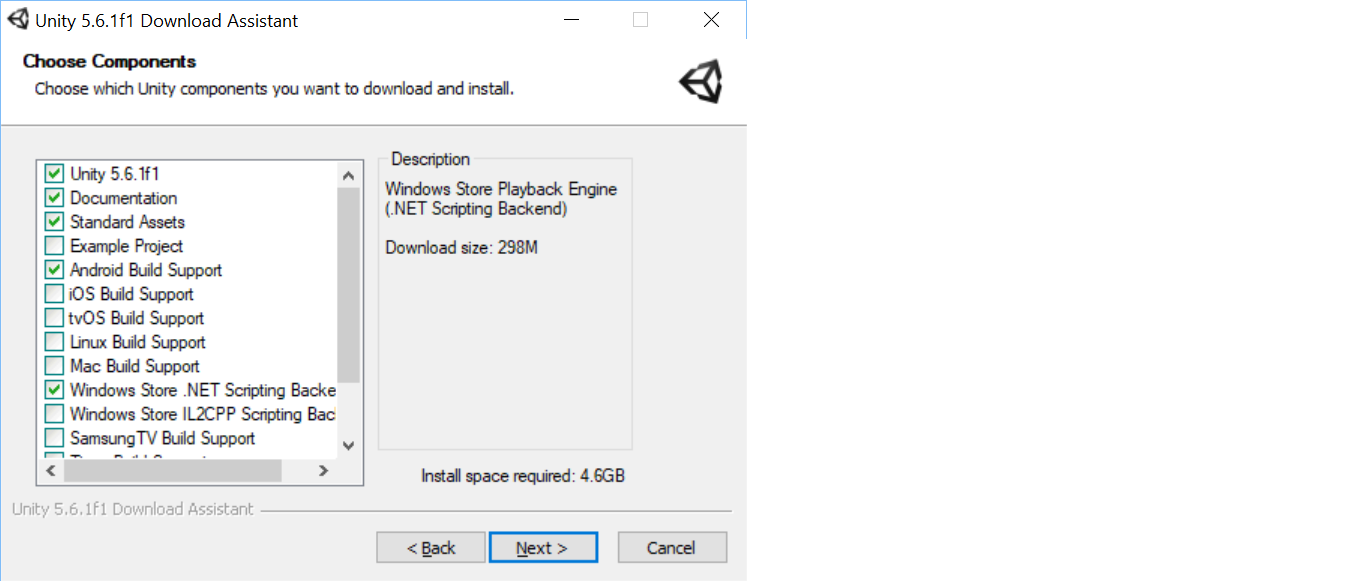 Unity 5.6.1f1 Download Assistant
Choose Components
Choose which Unity components you want to download and install.
Unity 5.6.1f1
Documentation
Standard Assets
Example Project
Android Build Support
iOS Build Support
tvOS Build Support
Linux Build Support
Mac Build Support
Windows Store .NET Scripting Backe
Windows Store IL2CPP Scripting Bac
SamsungTV Build Support
Description
Windows Store Playback Engine
(.NET Scripting Backend)
Download size: 298M
Install space required: 4.6GB
Unity 5.6.1f1 Download Assistant
< Back
Next >
Cancel